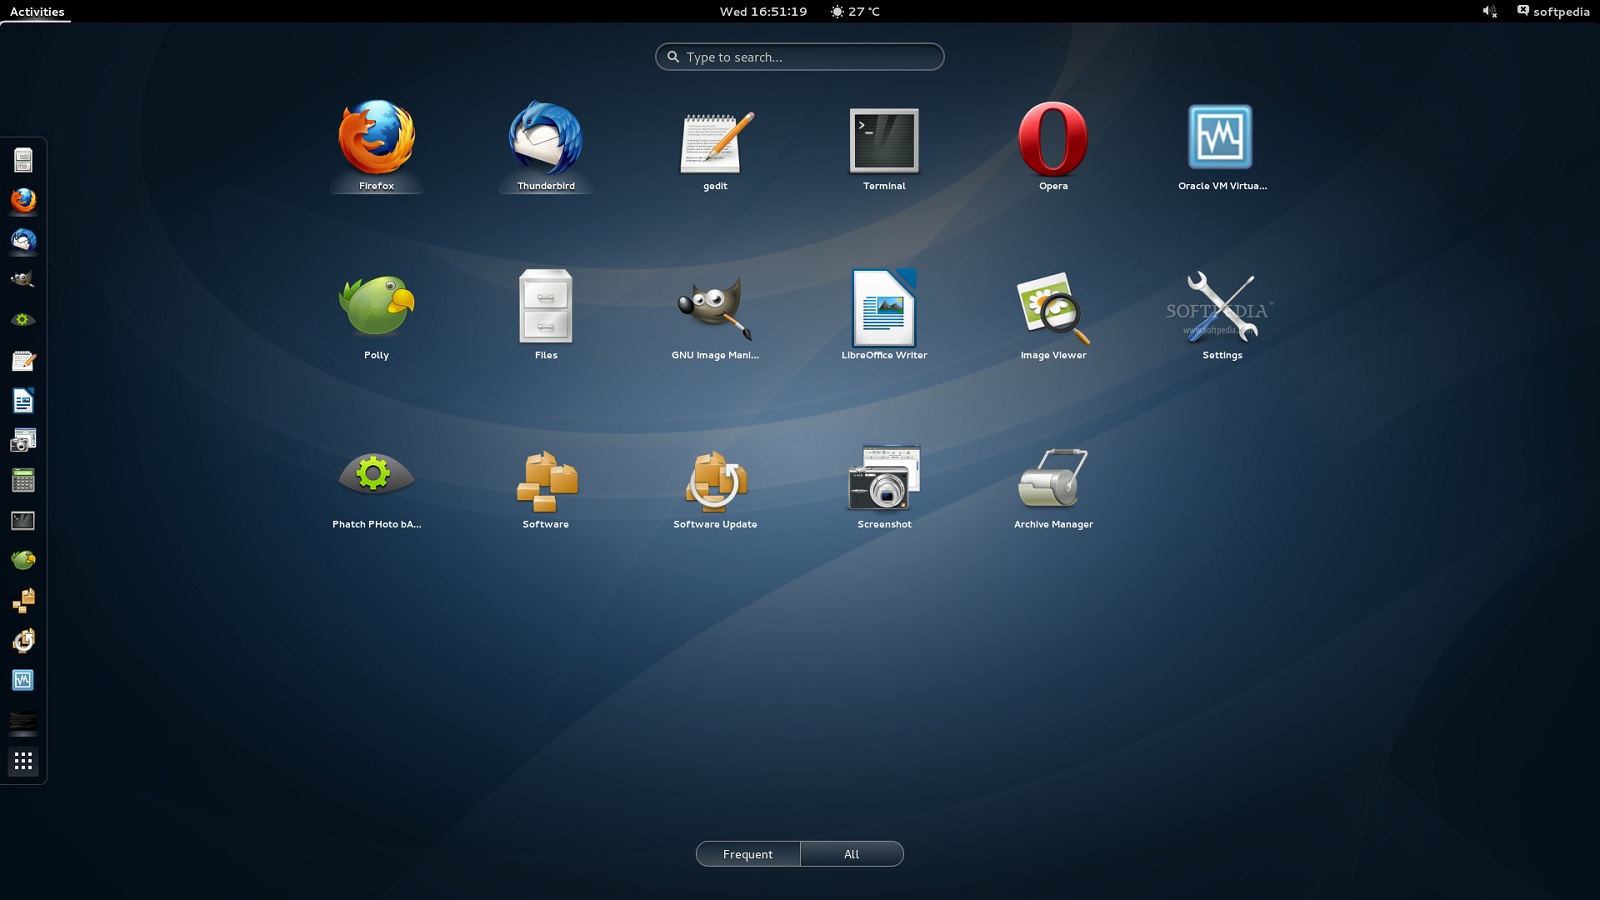 Activities
Wed 16:51:19
27 °C
softpedia
Type to search...
Firefox
Thunderbird
gedit
Terminal
Opera
Oracle VM Virtua...
Polly
Files
GNU Image Mani...
LibreOffice Writer
Image Viewer
SOFTPEDIA™
www.softpedia.com
Settings
Phatch PHoto bA...
Software
Software Update
Screenshot
Archive Manager
Frequent
All